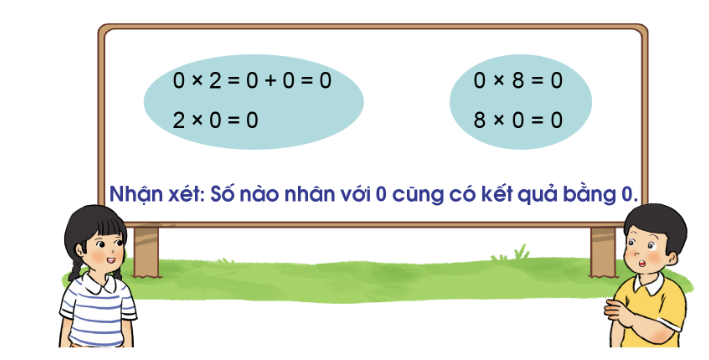 0 × 2 = 0 + 0 = 0
2 × 0 = 0
0 × 8 = 0
8 × 0 = 0
Nhận xét: Số nào nhân với 0 cũng có kết quả bằng 0.